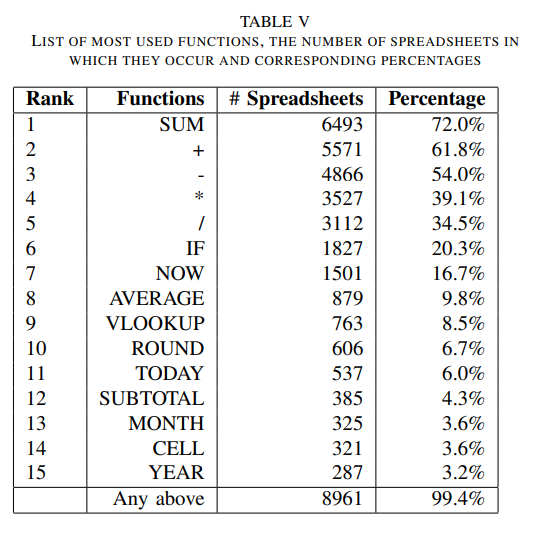 TABLE V
LIST OF MOST USED FUNCTIONS, THE NUMBER OF SPREADSHEETS IN
WHICH THEY OCCUR AND CORRESPONDING PERCENTAGES
Rank Functions # Spreadsheets Percentage
1 SUM 6493 72.0%
2 + 5571 61.8%
3 - 4866 54.0%
4 * 3527 39.1%
5 / 3112 34.5%
6 IF 1827 20.3%
7 NOW 1501 16.7%
8 AVERAGE 879 9.8%
9 VLOOKUP 763 8.5%
10 ROUND 606 6.7%
11 TODAY 537 6.0%
12 SUBTOTAL 385 4.3%
13 MONTH 325 3.6%
14 CELL 321 3.6%
15 YEAR 287 3.2%
Any above 8961 99.4%